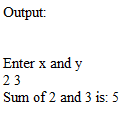 Output:
Enter x and y
2 3
Sum of 2 and 3 is: 5